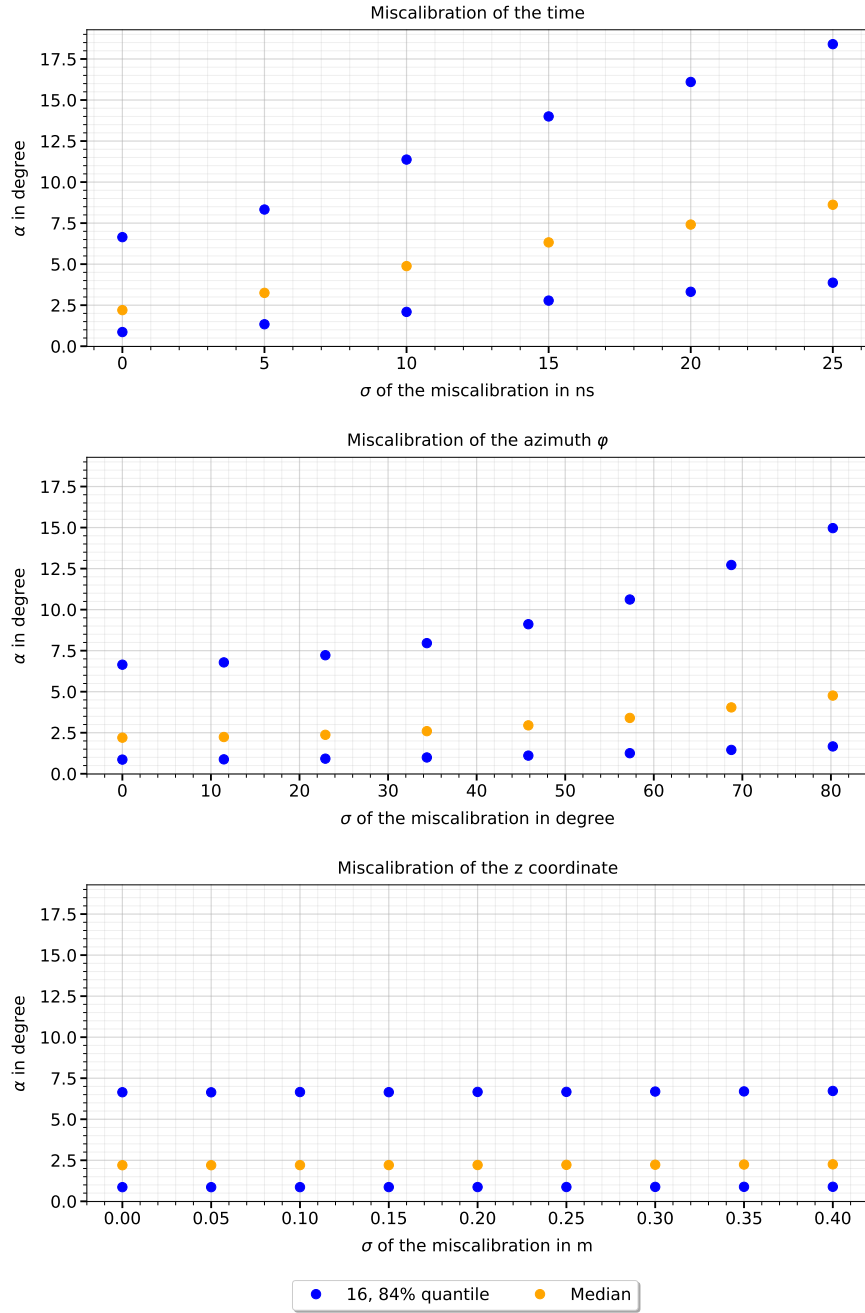 Miscalibration of the time
α in degree
17.5
15.0
12.5
10.0
7.5
5.0
2.5
0.0
0 5 10 15 20 25
σ of the miscalibration in ns
Miscalibration of the azimuth φ
α in degree
17.5
15.0
12.5
10.0
7.5
5.0
2.5
0.0
0 10 20 30 40 50 60 70 80
σ of the miscalibration in degree
Miscalibration of the z coordinate
α in degree
17.5
15.0
12.5
10.0
7.5
5.0
2.5
0.0
0.00 0.05 0.10 0.15 0.20 0.25 0.30 0.35 0.40
σ of the miscalibration in m
16, 84% quantile Median